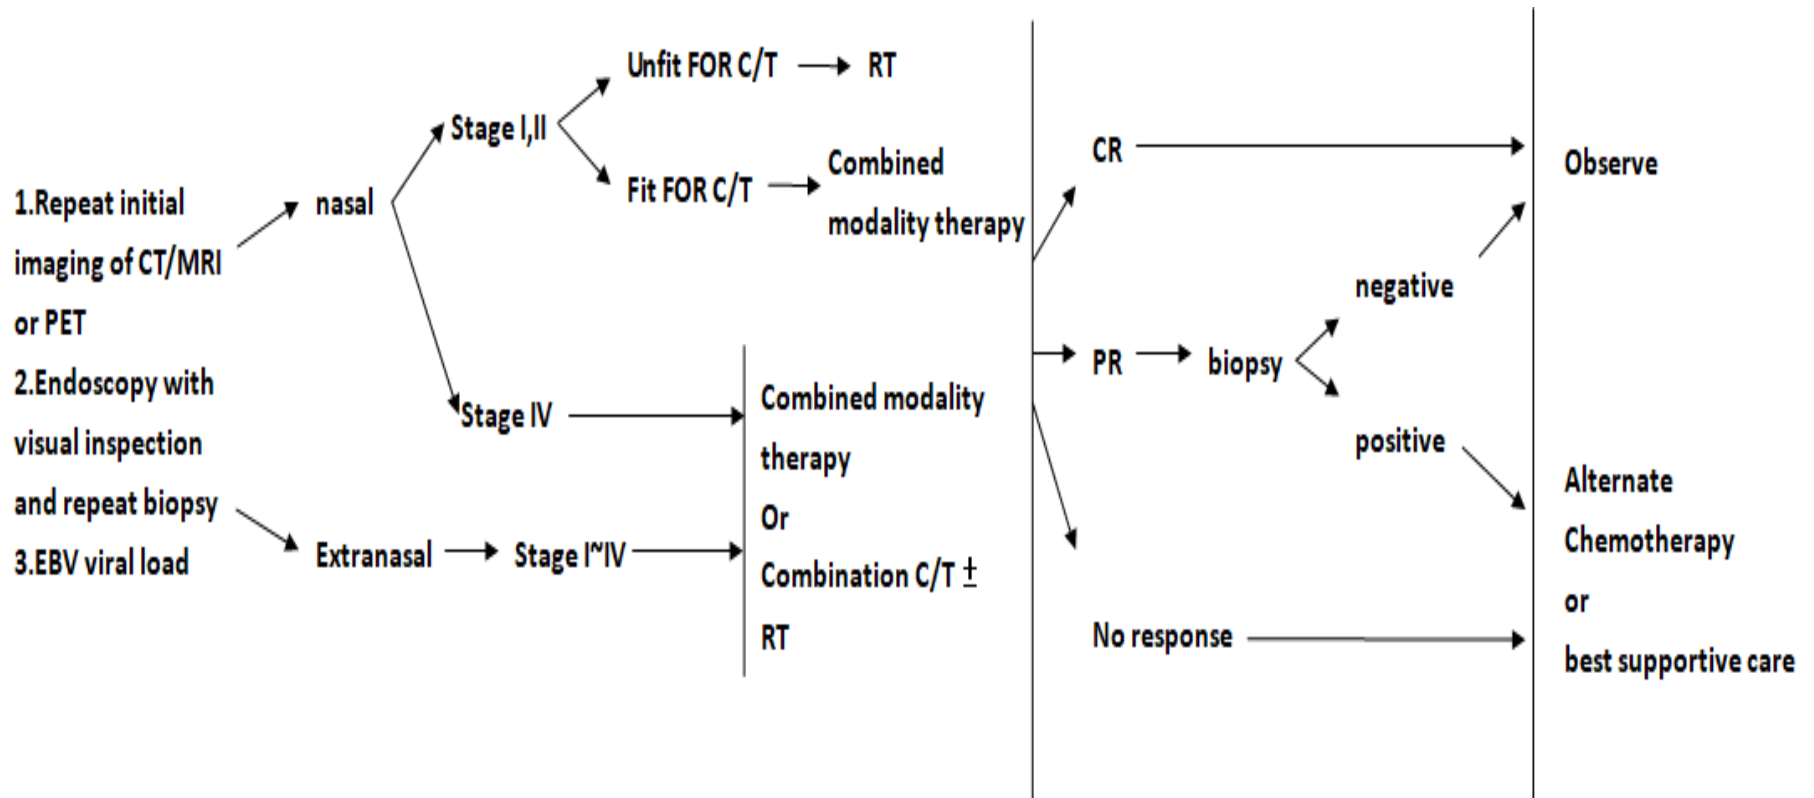 1.Repeat initial
imaging of CT/MRI
or PET
2.Endoscopy with
visual inspection
and repeat biopsy
3.EBV viral load
nasal
Extranasal
Stage I,II
Stage IV
Stage I~IV
Unfit FOR C/T
RT
Fit FOR C/T
Combined
modality therapy
Combined modality
therapy
Or
Combination C/T ±
RT
CR
PR
No response
biopsy
negative
positive
Observe
Alternate
Chemotherapy
or
best supportive care